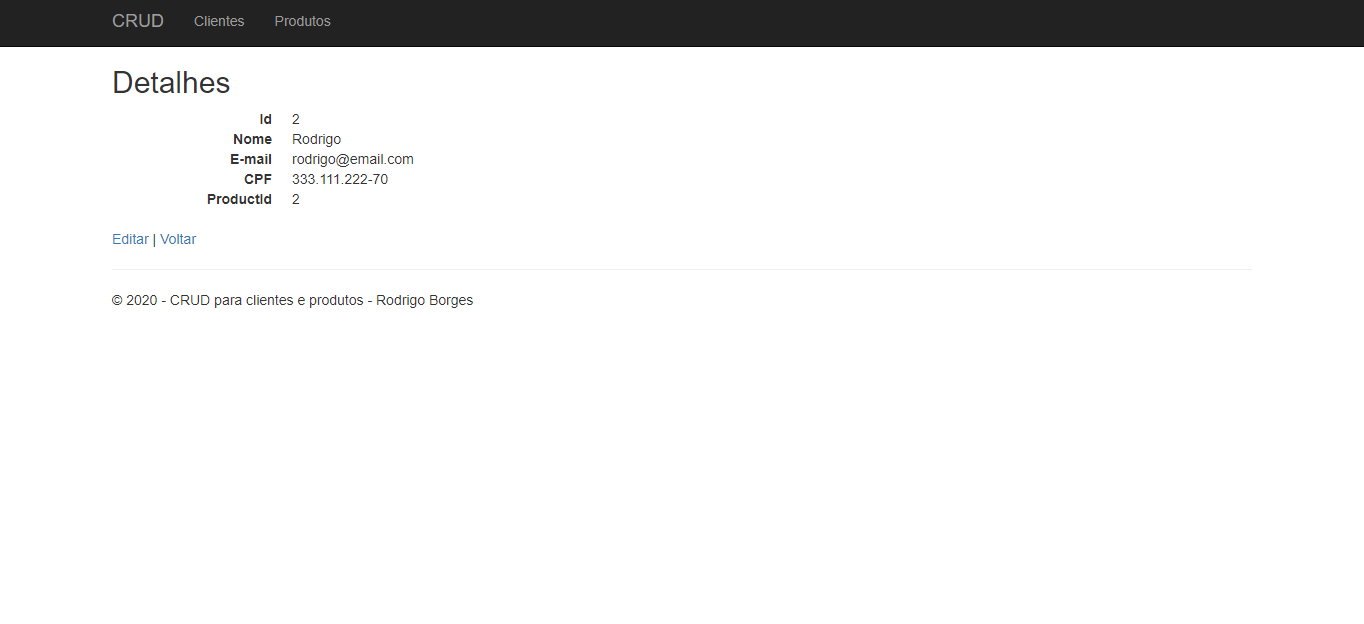 CRUD Clientes Produtos
Detalhes
Id 2
Nome Rodrigo
E-mail rodrigo@email.com
CPF 333.111.222-70
ProductId 2
Editar | Voltar
© 2020 - CRUD para clientes e produtos - Rodrigo Borges